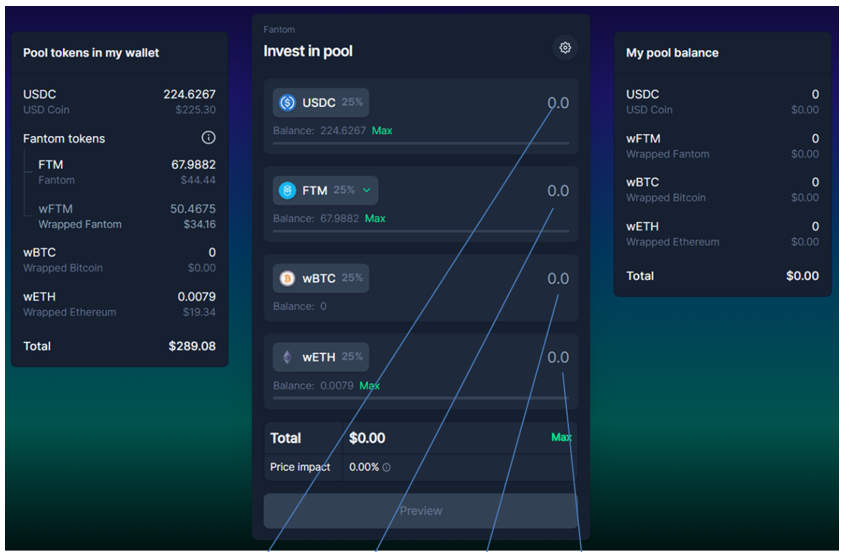 Pool tokens in my wallet
USDC 224.6267
USD Coin $225.30
Fantom tokens
FTM 67.9882
Fantom $44.44
wFTM 50.4675
Wrapped Fantom $34.16
wBTC 0
Wrapped Bitcoin $0.00
wETH 0.0079
Wrapped Ethereum $19.34
Total $289.08
Fantom
Invest in pool
USDC 25% 0.0
Balance: 224.6267 Max
FTM 25% 0.0
Balance: 67.9882 Max
wBTC 25% 0.0
Balance: 0
wETH 25% 0.0
Balance: 0.0079 Max
Total $0.00 Max
Price impact 0.00%
Preview
My pool balance
USDC 0
USD Coin $0.00
wFTM 0
Wrapped Fantom $0.00
wBTC 0
Wrapped Bitcoin $0.00
wETH 0
Wrapped Ethereum $0.00
Total $0.00